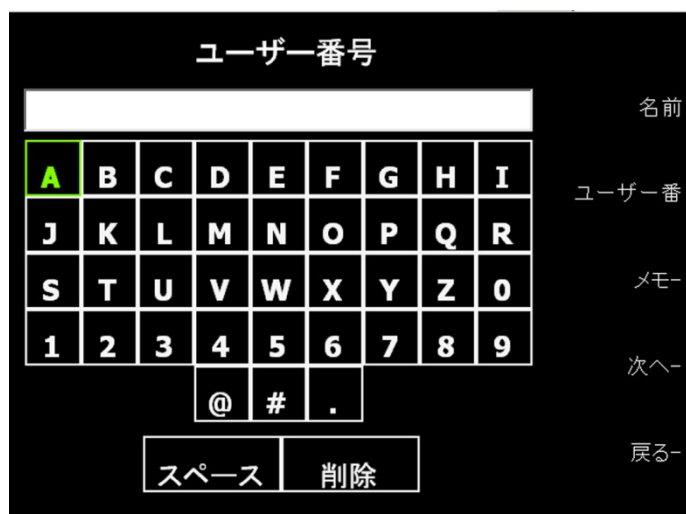 ユーザー番号
名前
A B C D E F G H I
ユーザー番
J K L M N O P Q R
メモ-
S T U V W X Y Z 0
1 2 3 4 5 6 7 8 9
次へ-
@ # .
戻る-
スペース 削除